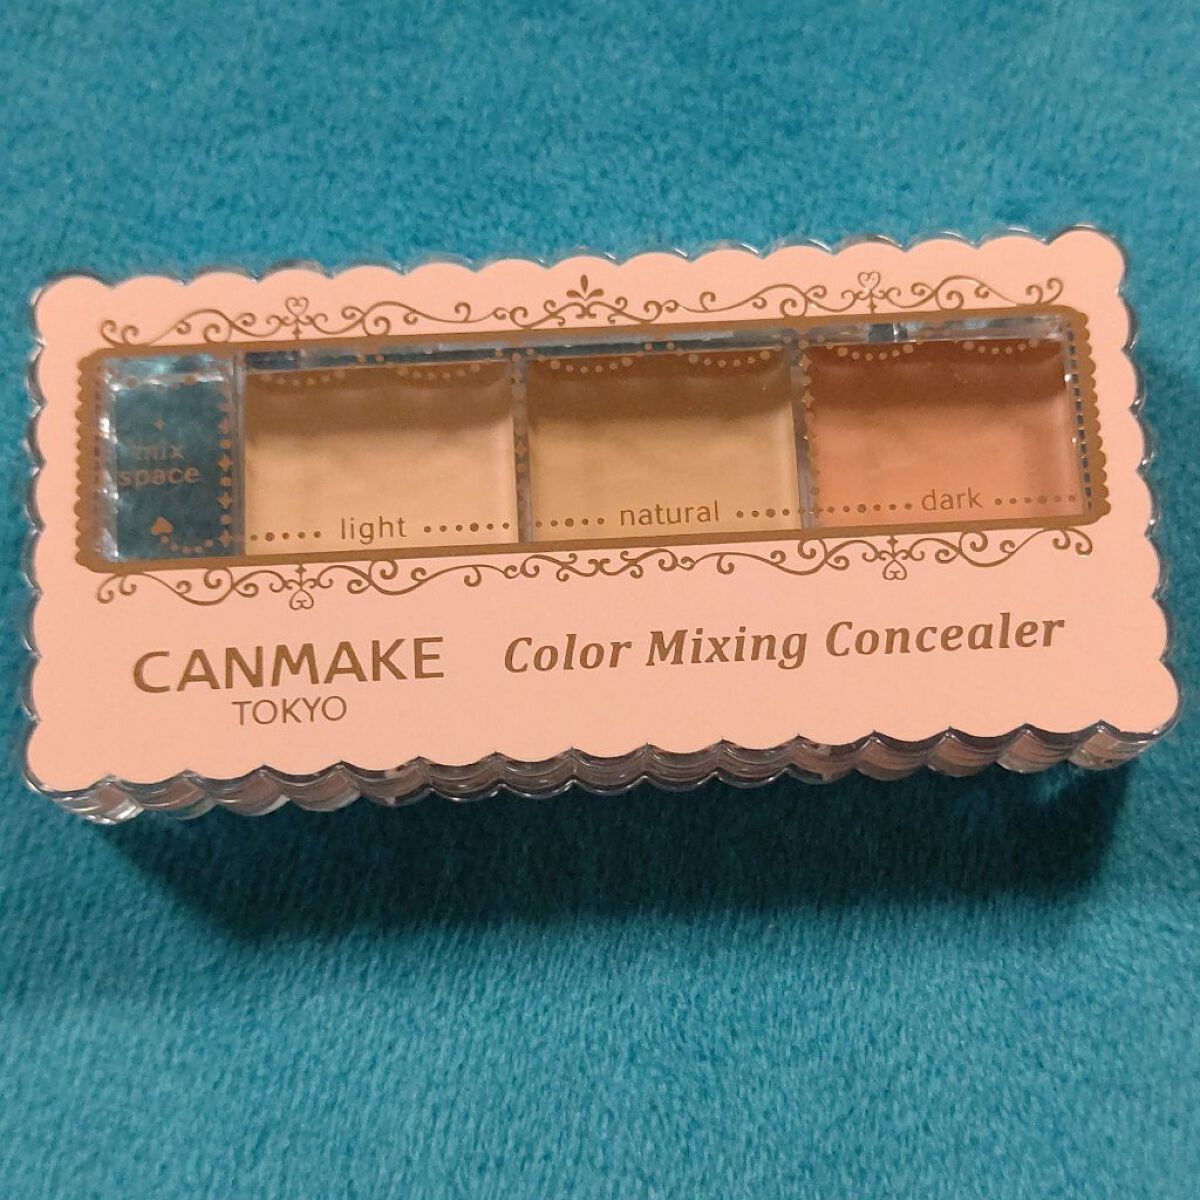 mix
space
light
natural
dark
CANMAKE
TOKYO
Color Mixing Concealer